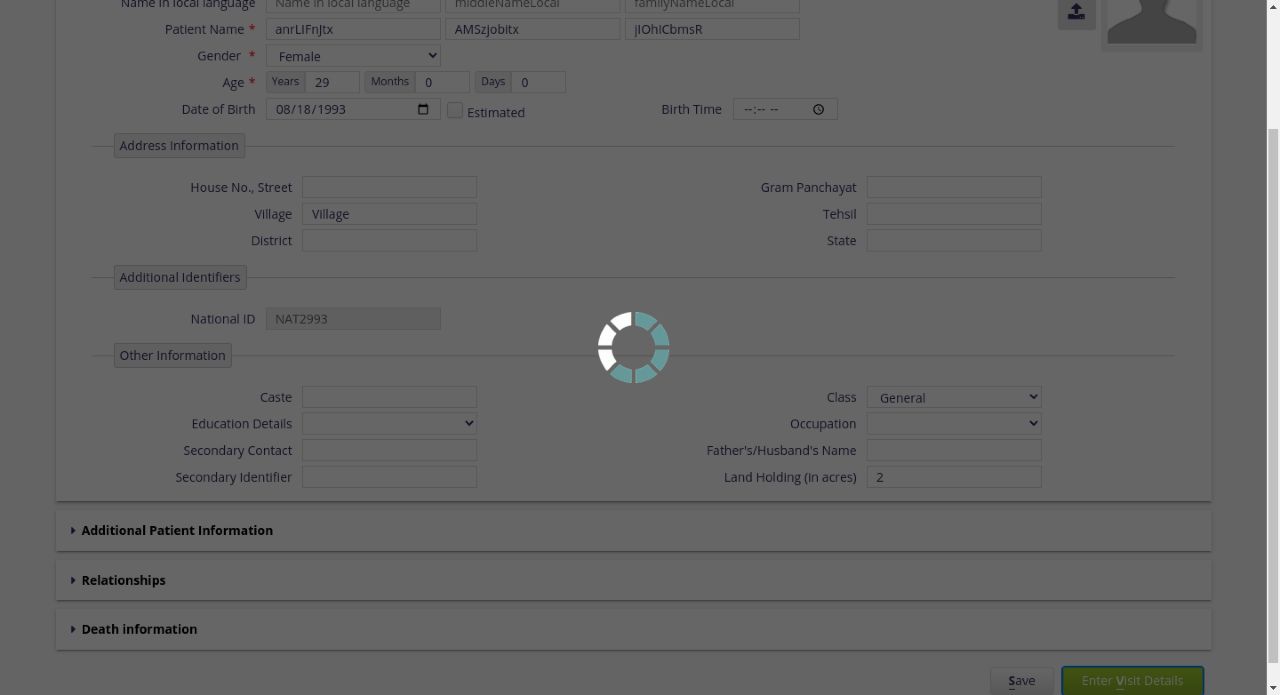 Name in local language Name in local language middleNameLocal familyNameLocal
Patient Name * anrLIFnJtx AMSzjobitx jIOhICbmsR
Gender * Female
Age * Years 29 Months 0 Days 0
Date of Birth 08/18/1993 Estimated Birth Time --:-- --
Address Information
House No., Street Gram Panchayat
Village Village Tehsil
District State
Additional Identifiers
National ID NAT2993
Other Information
Caste Class General
Education Details Occupation
Secondary Contact Father's/Husband's Name
Secondary Identifier Land Holding (in acres) 2
Additional Patient Information
Relationships
Death information
Save Enter Visit Details